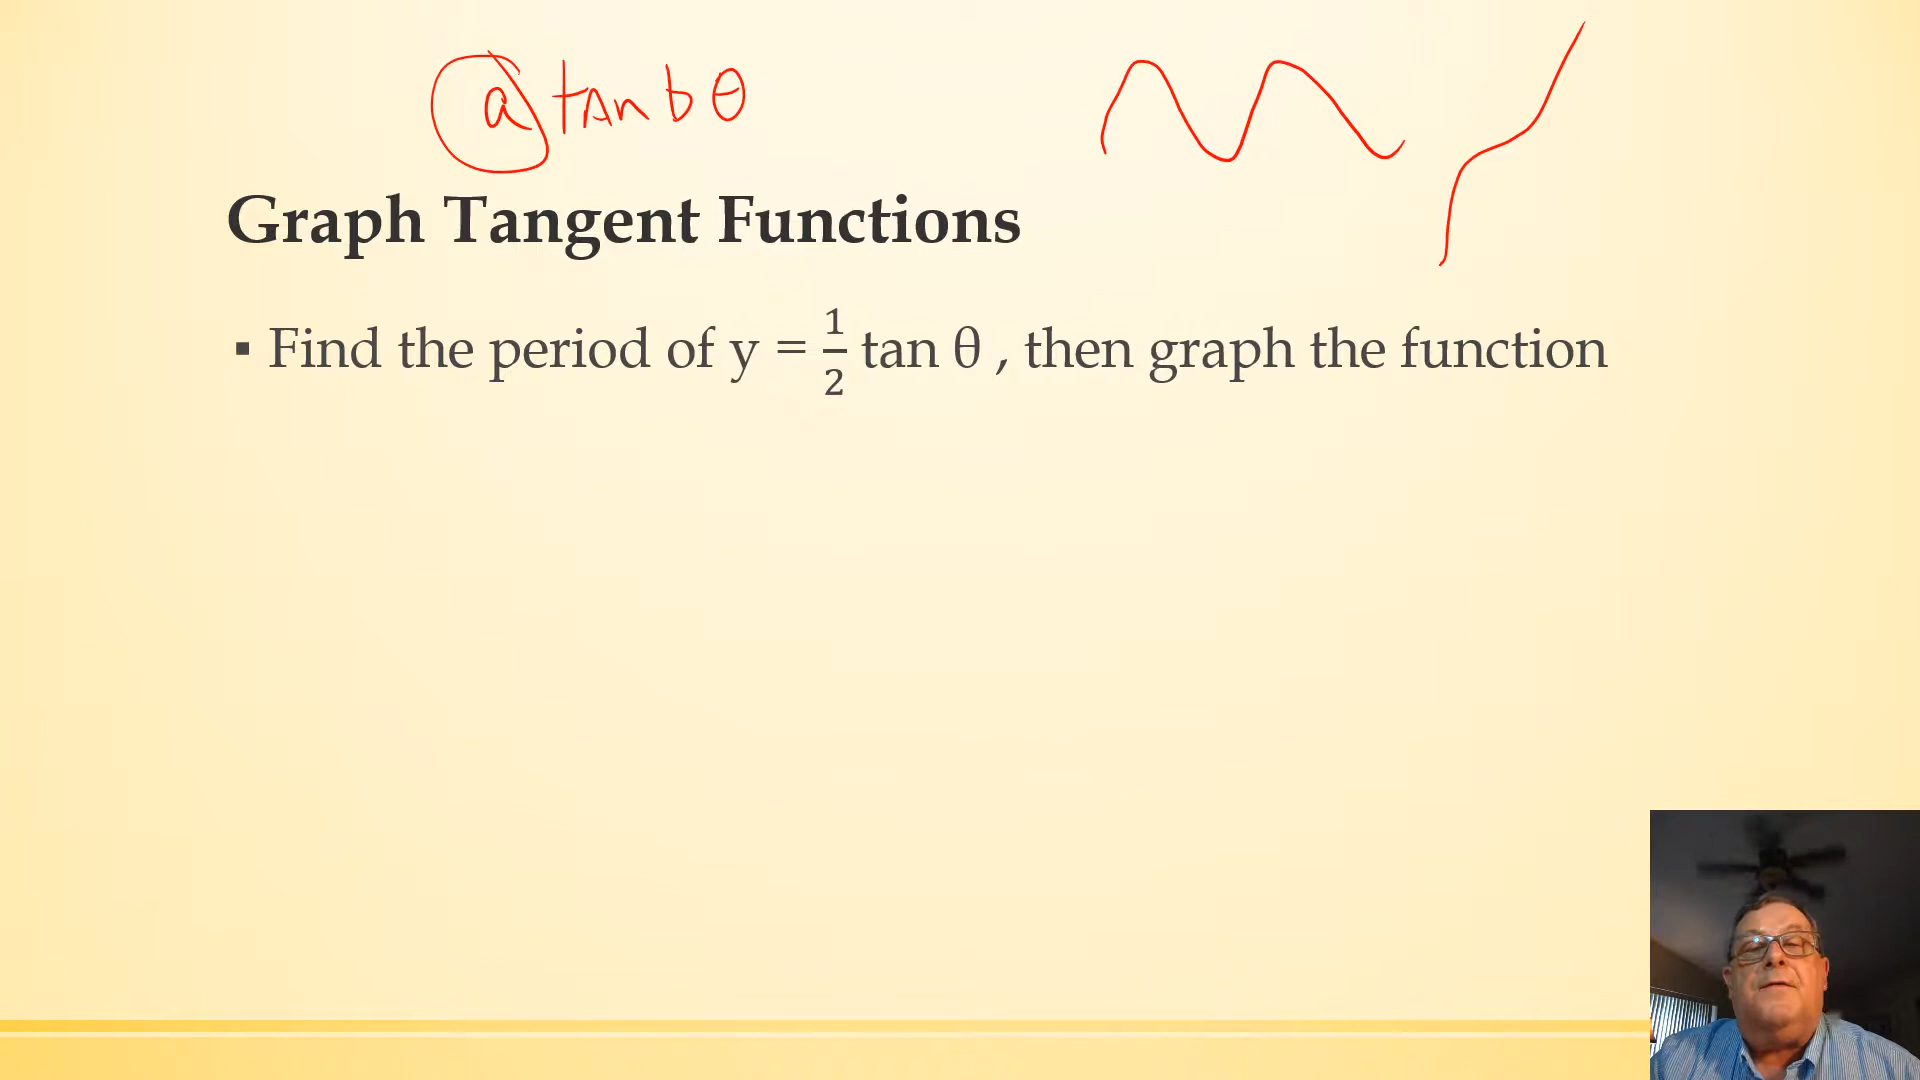 a tan b θ
Graph Tangent Functions
▪ Find the period of y = 1/2 tan θ , then graph the function